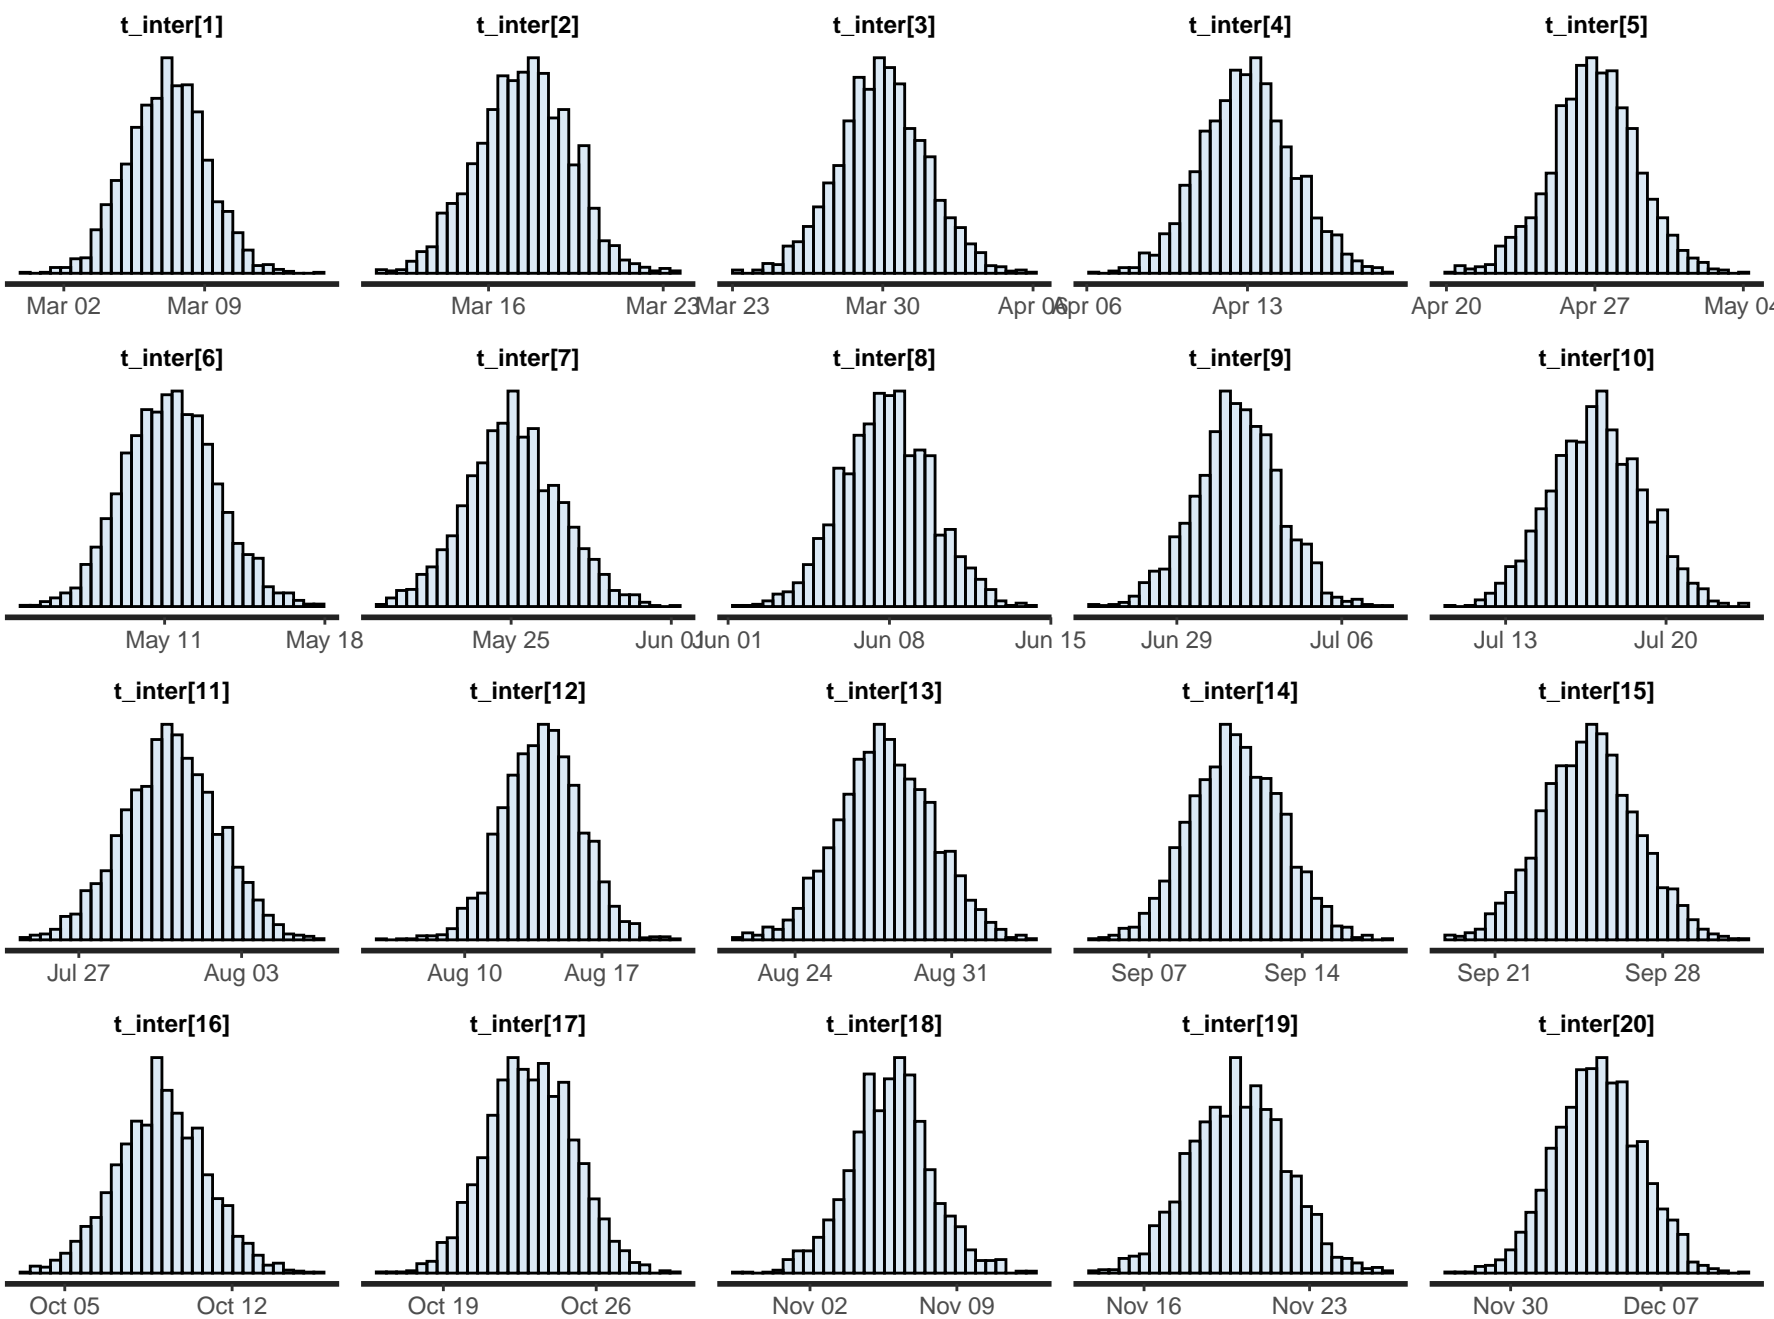 t_inter[1] t_inter[2] t_inter[3] t_inter[4] t_inter[5]
Mar 02 Mar 09 Mar 16 Mar 23 Mar 23 Mar 30 Apr 06 Apr 06 Apr 13 Apr 20 Apr 27 May 04
t_inter[6] t_inter[7] t_inter[8] t_inter[9] t_inter[10]
May 11 May 18 May 25 Jun 01 Jun 01 Jun 08 Jun 15 Jun 29 Jul 06 Jul 13 Jul 20
t_inter[11] t_inter[12] t_inter[13] t_inter[14] t_inter[15]
Jul 27 Aug 03 Aug 10 Aug 17 Aug 24 Aug 31 Sep 07 Sep 14 Sep 21 Sep 28
t_inter[16] t_inter[17] t_inter[18] t_inter[19] t_inter[20]
Oct 05 Oct 12 Oct 19 Oct 26 Nov 02 Nov 09 Nov 16 Nov 23 Nov 30 Dec 07